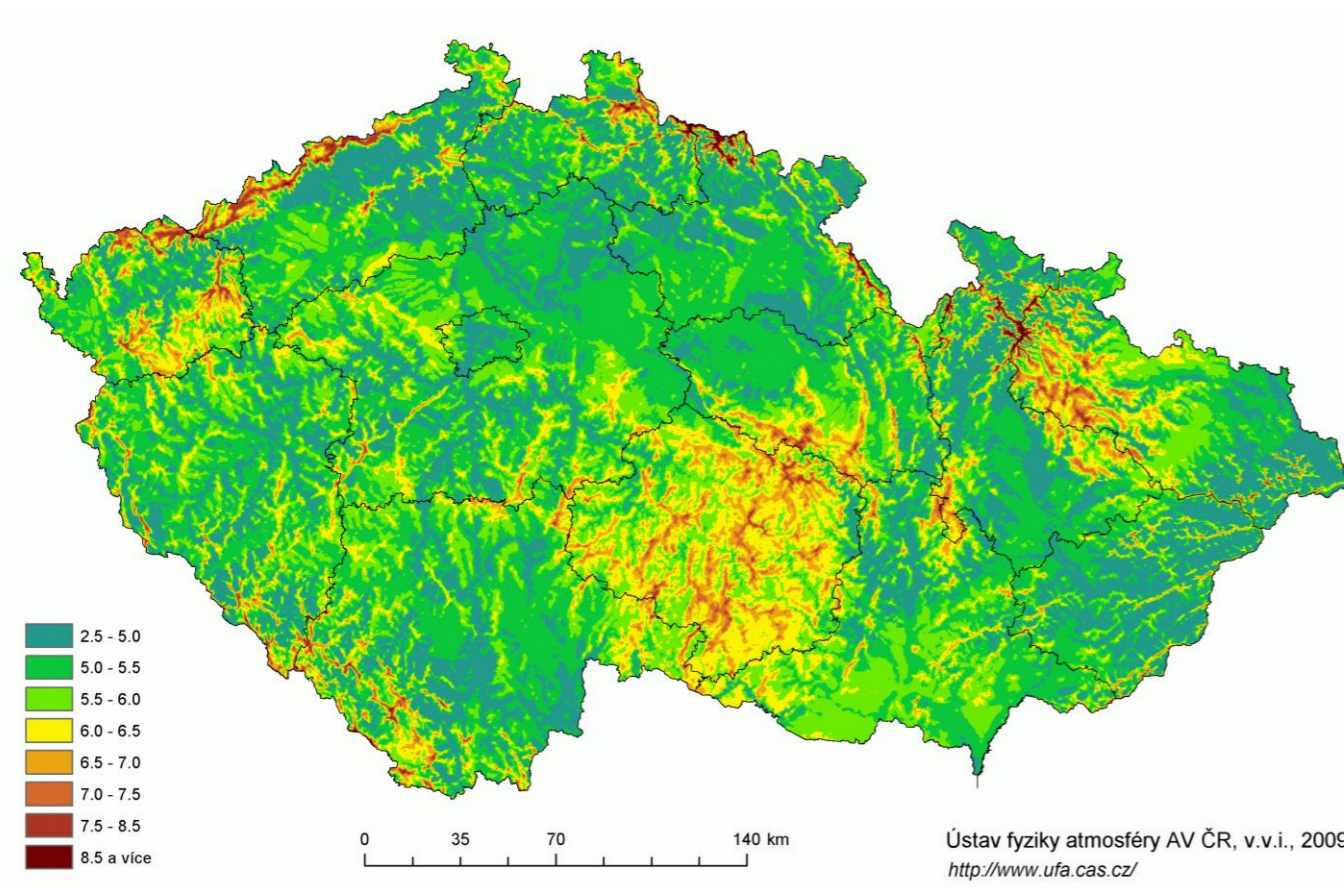 2.5 - 5.0
5.0 - 5.5
5.5 - 6.0
6.0 - 6.5
6.5 - 7.0
7.0 - 7.5
7.5 - 8.5
8.5 a více
0 35 70 140 km
Ústav fyziky atmosféry AV ČR, v.v.i., 2009
http://www.ufa.cas.cz/